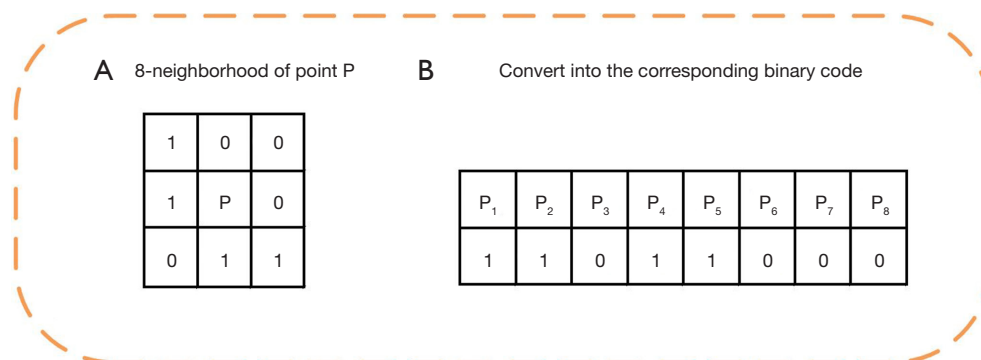 A 8-neighborhood of point P
1 0 0
1 P 0
0 1 1
B Convert into the corresponding binary code
P₁ P₂ P₃ P₄ P₅ P₆ P₇ P₈
1 1 0 1 1 0 0 0